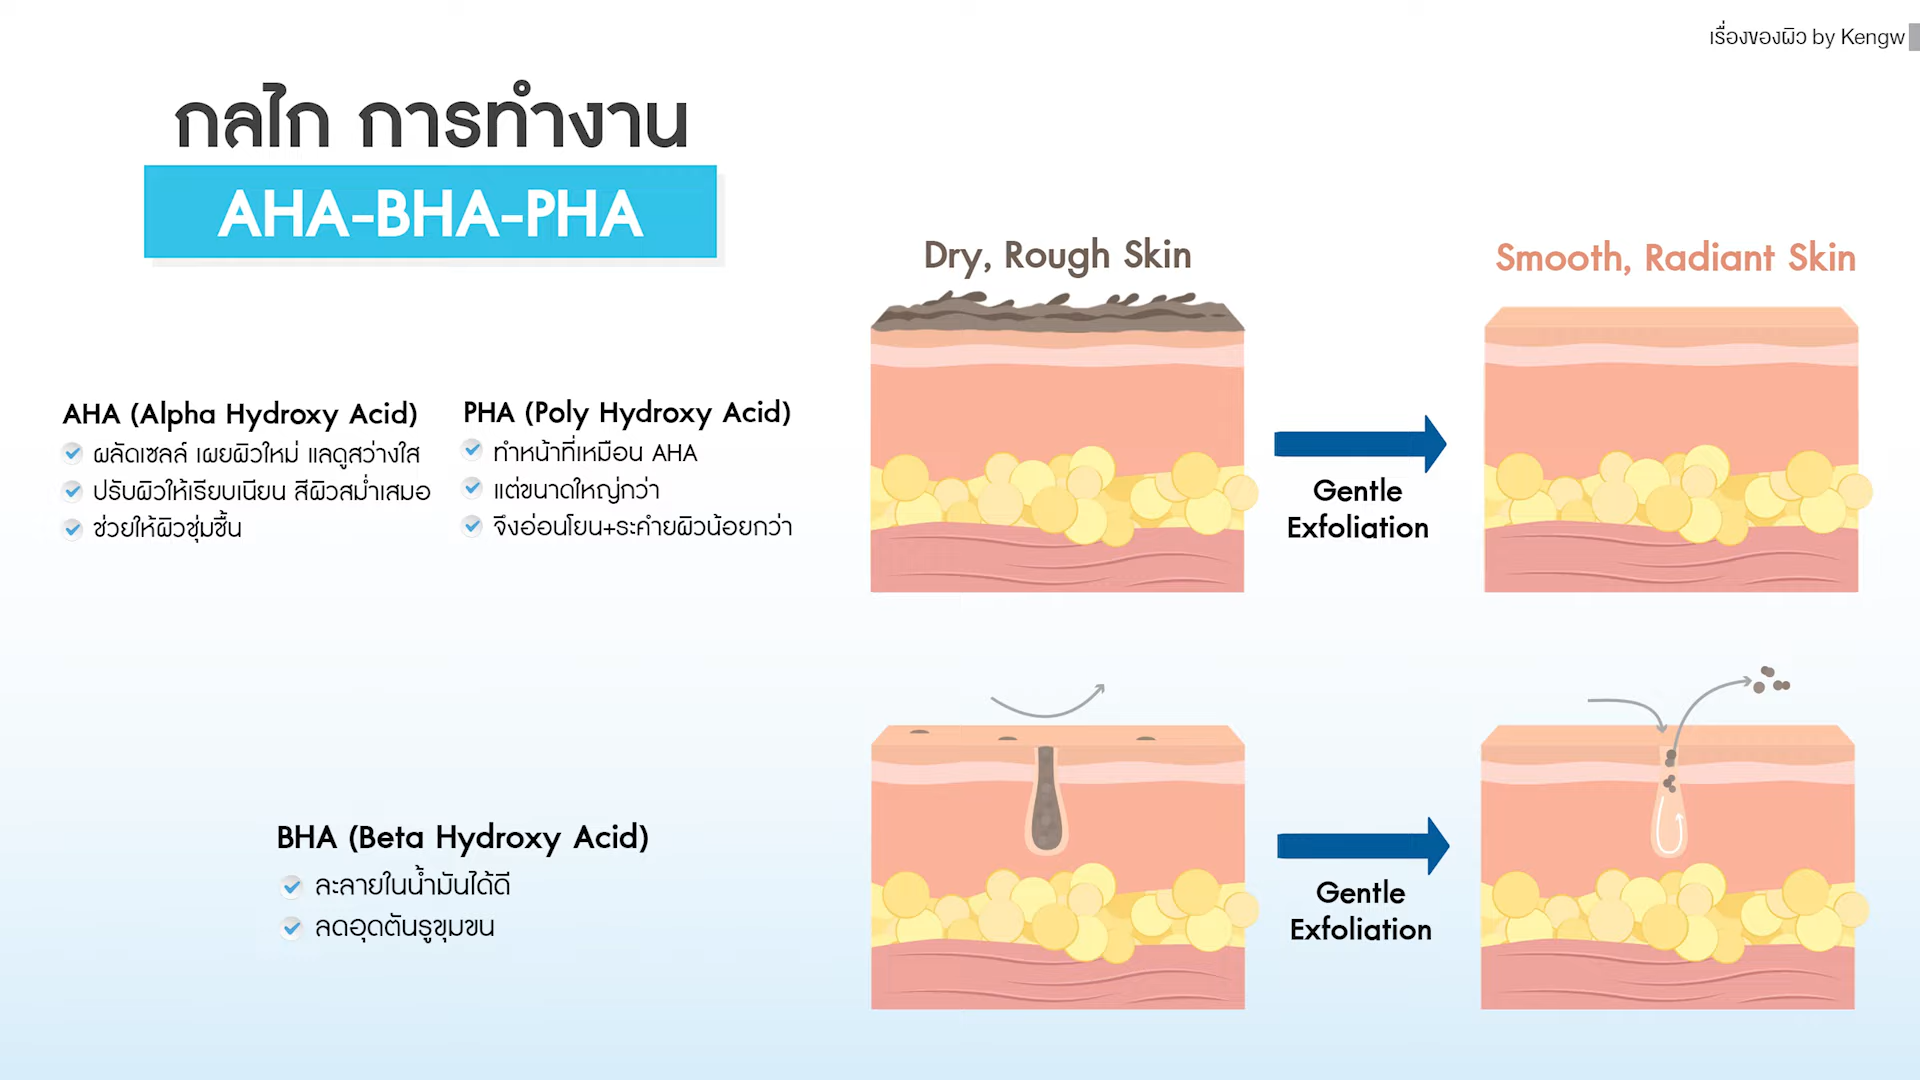 เรื่องของผิว by Kengw
กลไก การทำงาน
AHA-BHA-PHA
Dry, Rough Skin
Smooth, Radiant Skin
AHA (Alpha Hydroxy Acid)
ผลัดเซลล์ เผยผิวใหม่ แลดูสว่างใส
ปรับผิวให้เรียบเนียน สีผิวสม่ำเสมอ
ช่วยให้ผิวชุ่มชื้น
PHA (Poly Hydroxy Acid)
ทำหน้าที่เหมือน AHA
แต่ขนาดใหญ่กว่า
จึงอ่อนโยน+ระคายผิวน้อยกว่า
Gentle
Exfoliation
BHA (Beta Hydroxy Acid)
ละลายในน้ำมันได้ดี
ลดอุดตันรูขุมขน
Gentle
Exfoliation